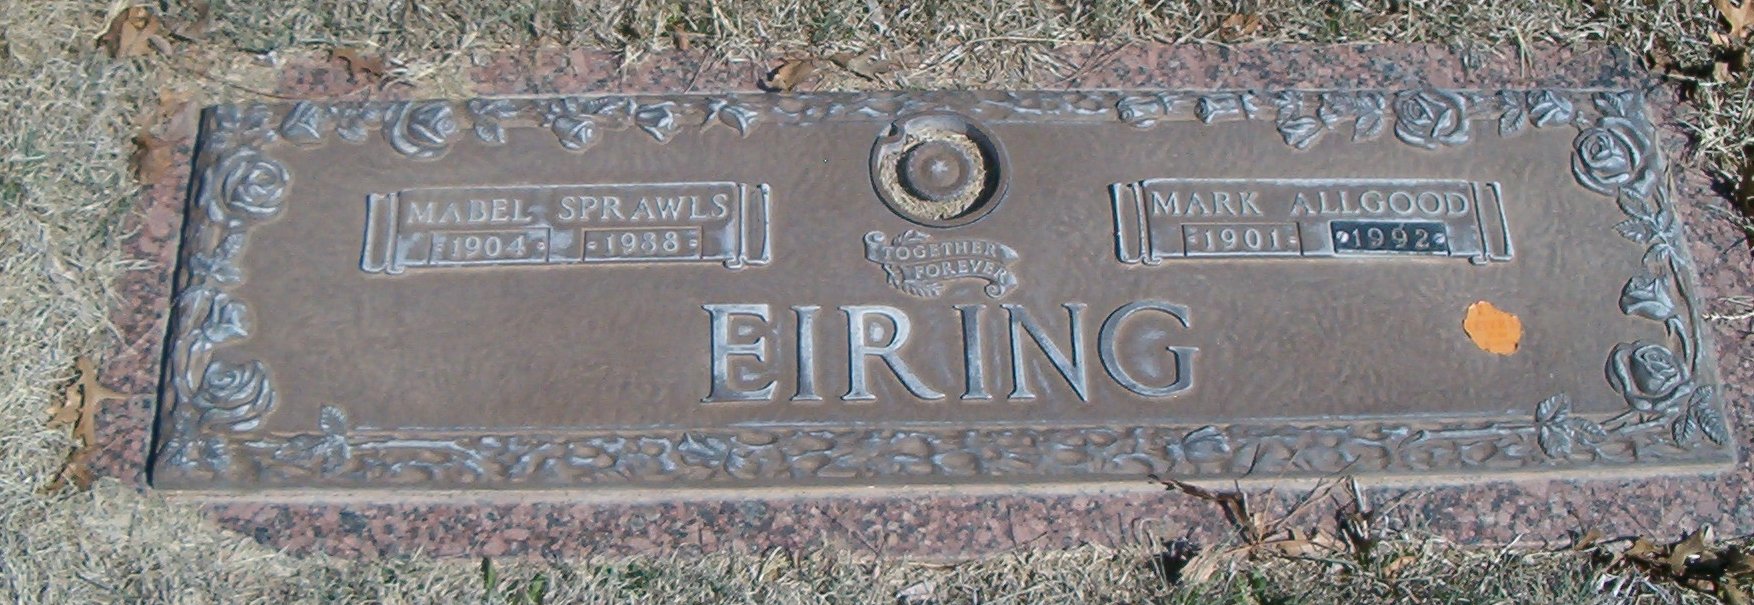 MABEL SPRAWLS
1904 1988
TOGETHER
FOREVER
MARK ALLGOOD
1901 1992
EIRING